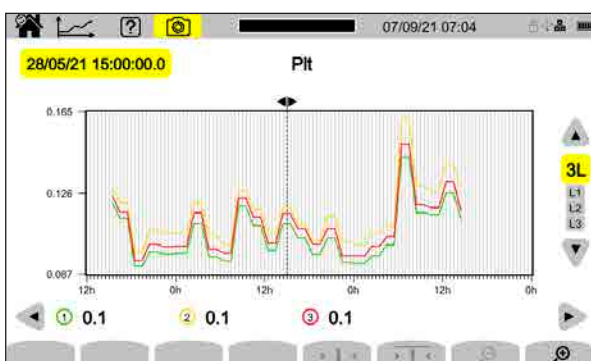 ? 07/09/21 07:04
28/05/21 15:00:00.0 Plt
0.165
0.126
0.087
12h 0h 12h 0h 12h 0h
3L
L1
L2
L3
1 0.1 2 0.1 3 0.1